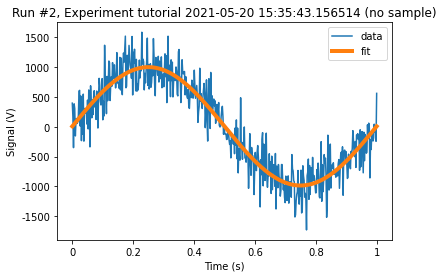 Run #2, Experiment tutorial 2021-05-20 15:35:43.156514 (no sample)
data
fit
Signal (V)
1500
1000
500
0
-500
-1000
-1500
0
0.2
0.4
0.6
0.8
1
Time (s)